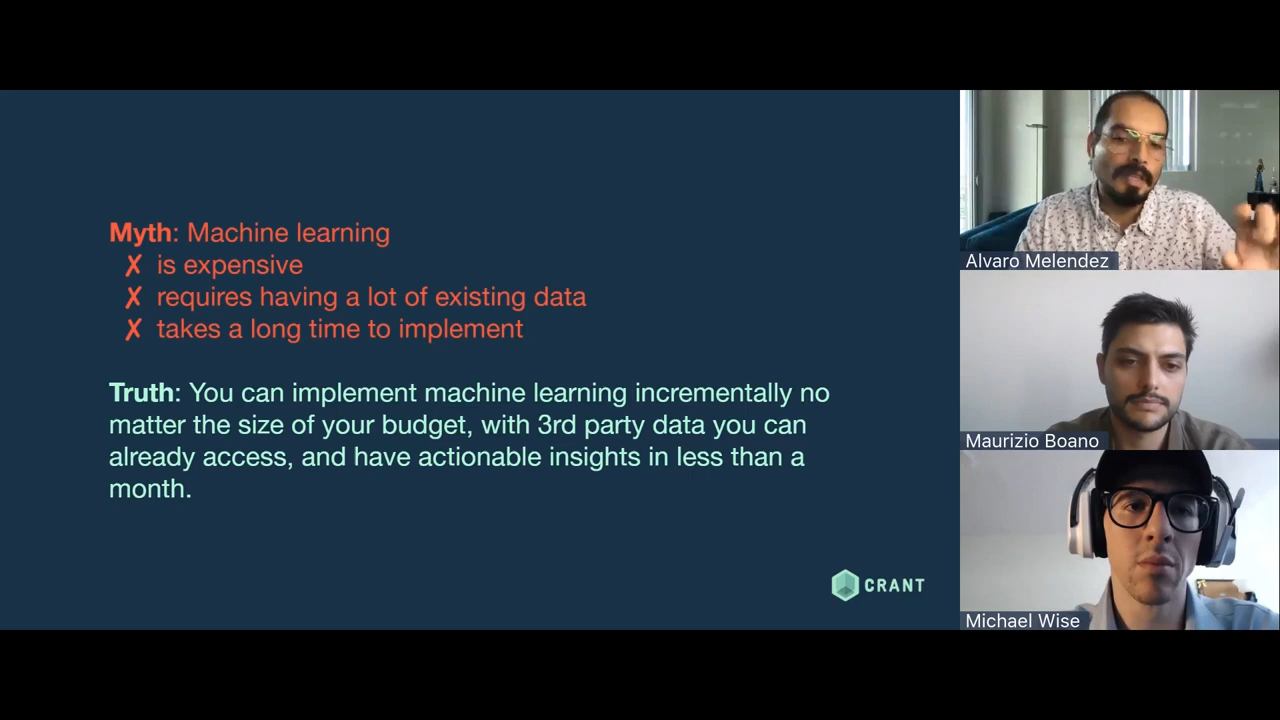 Myth: Machine learning
✗ is expensive
✗ requires having a lot of existing data
✗ takes a long time to implement
Truth: You can implement machine learning incrementally no
matter the size of your budget, with 3rd party data you can
already access, and have actionable insights in less than a
month.
CRANT
Alvaro Melendez
Maurizio Boano
Michael Wise